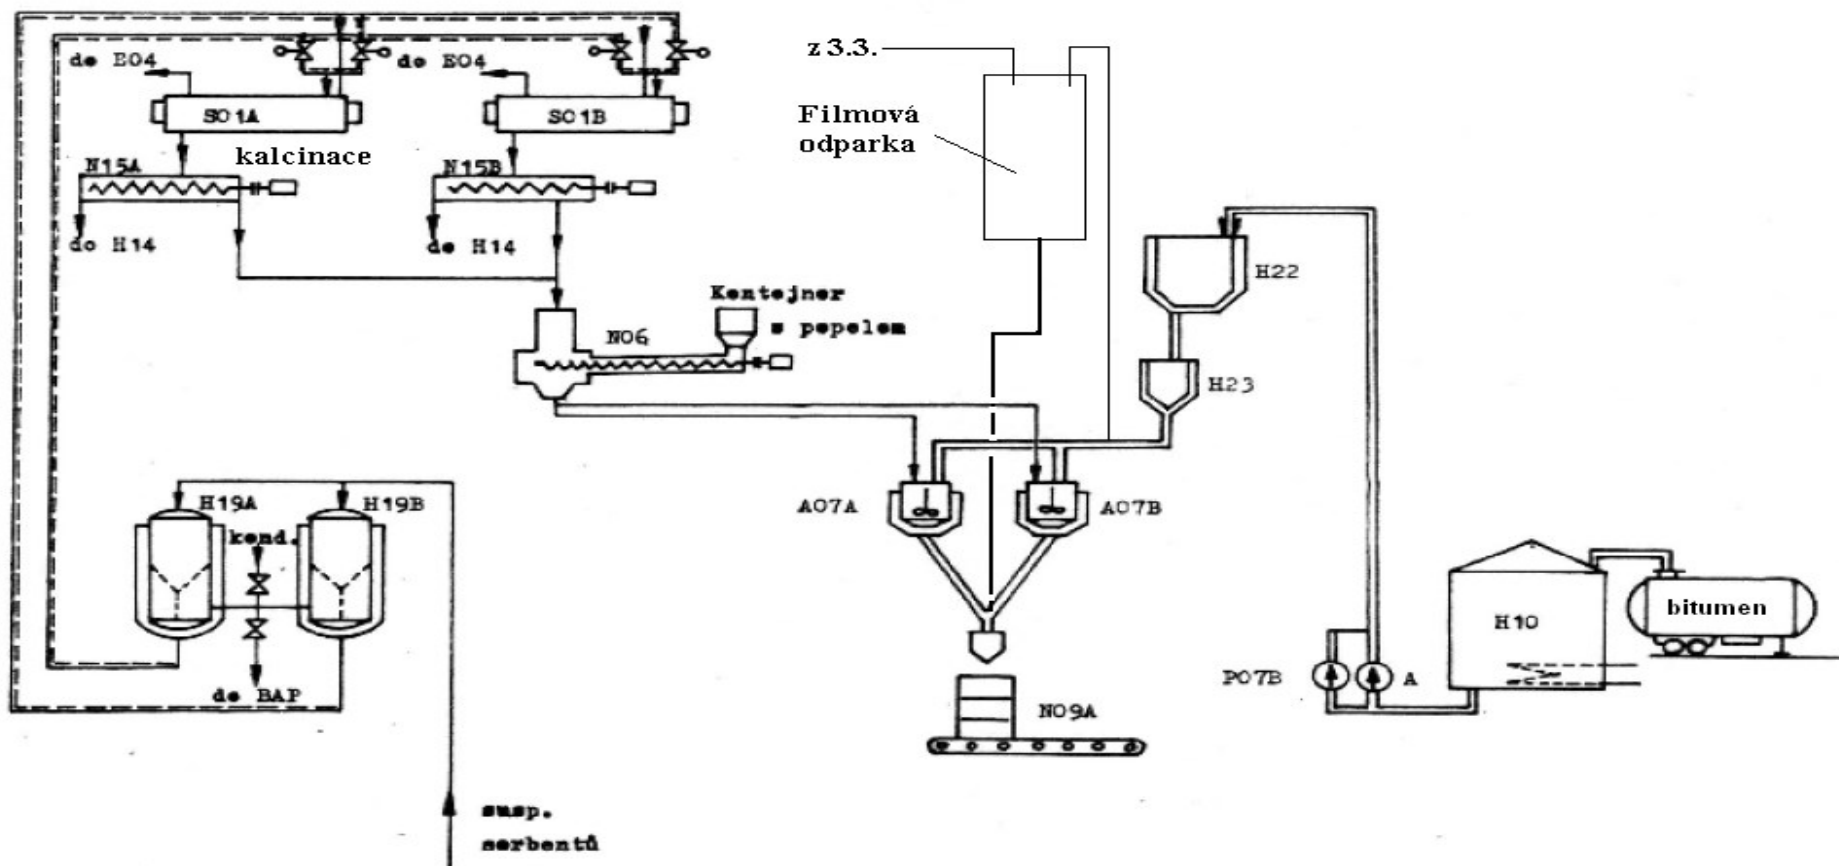 z 3.3.
de E04
de E04
S01A
S01B
Filmová
odparka
kalcinace
N15A
N15B
do H14
de H14
H22
Kontejner
s popelem
N06
H23
H19A
H19B
kond.
A07A
A07B
bitumen
H10
P07B
A
de BAP
N09A
susp.
sorbentů